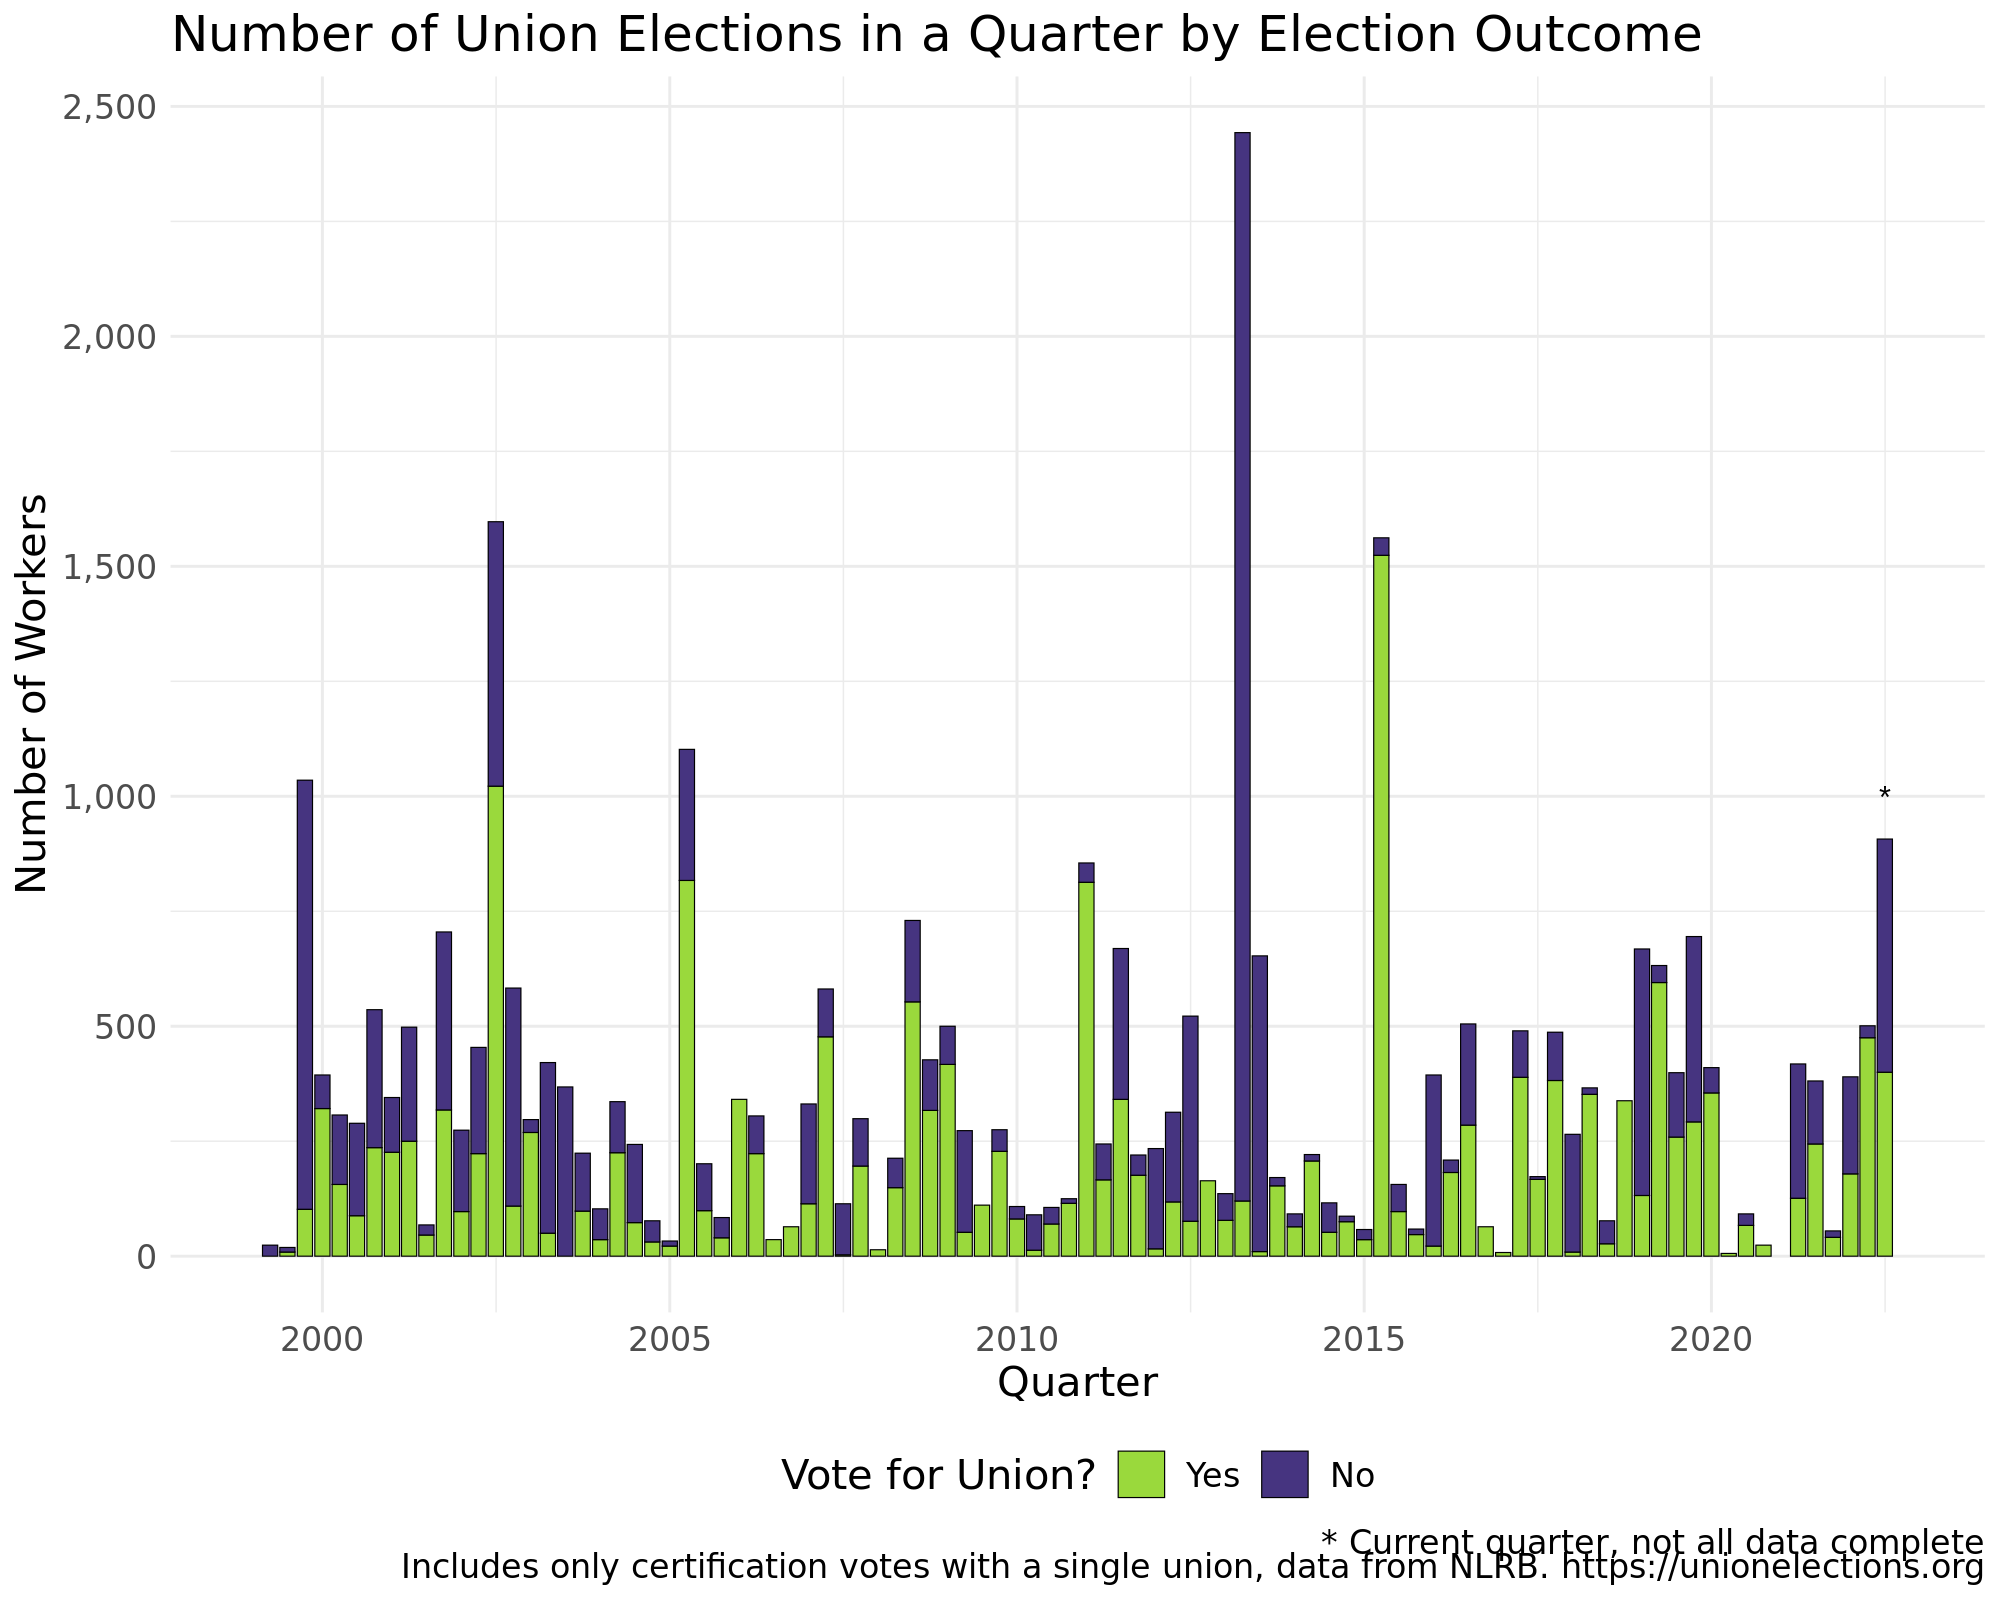 Number of Union Elections in a Quarter by Election Outcome
2,500
2,000
1,500
1,000
500
0
Number of Workers
*
2000 2005 2010 2015 2020
Quarter
Vote for Union? Yes No
* Current quarter, not all data complete
Includes only certification votes with a single union, data from NLRB. https://unionelections.org